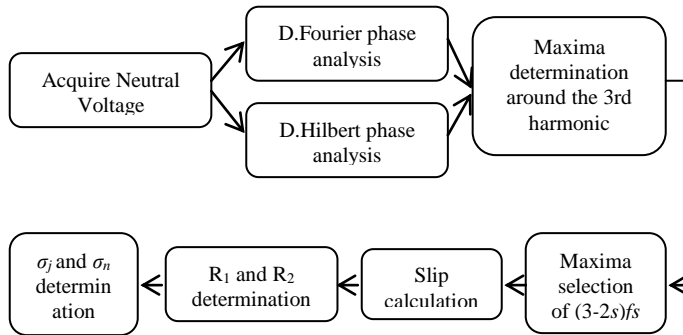 D.Fourier phase
analysis
Acquire Neutral
Voltage
D.Hilbert phase
analysis
Maxima
determination
around the 3rd
harmonic
σj and σn
determin
ation
R1 and R2
determination
Slip
calculation
Maxima
selection
of (3-2s)fs